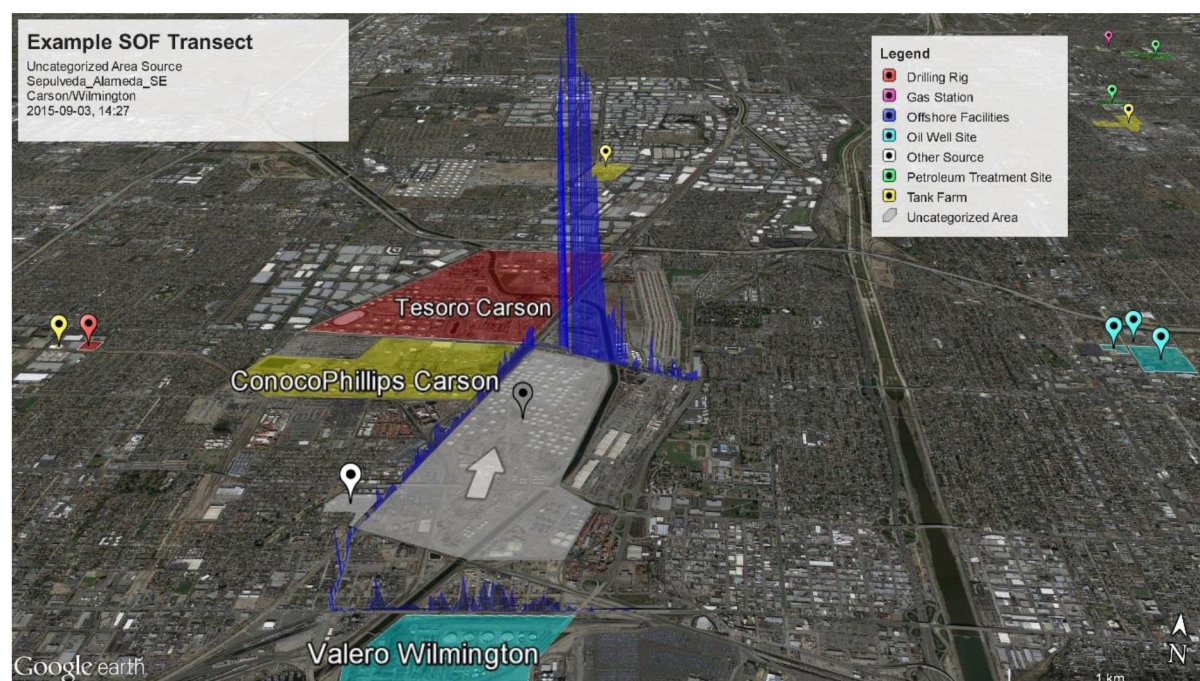 Example SOF Transect
Uncategorized Area Source
Sepulveda_Alameda_SE
Carson/Wilmington
2015-09-03, 14:27
Legend
Drilling Rig
Gas Station
Offshore Facilities
Oil Well Site
Other Source
Petroleum Treatment Site
Tank Farm
Uncategorized Area
Tesoro Carson
ConocoPhillips Carson
Valero Wilmington
Google earth
N
1 km